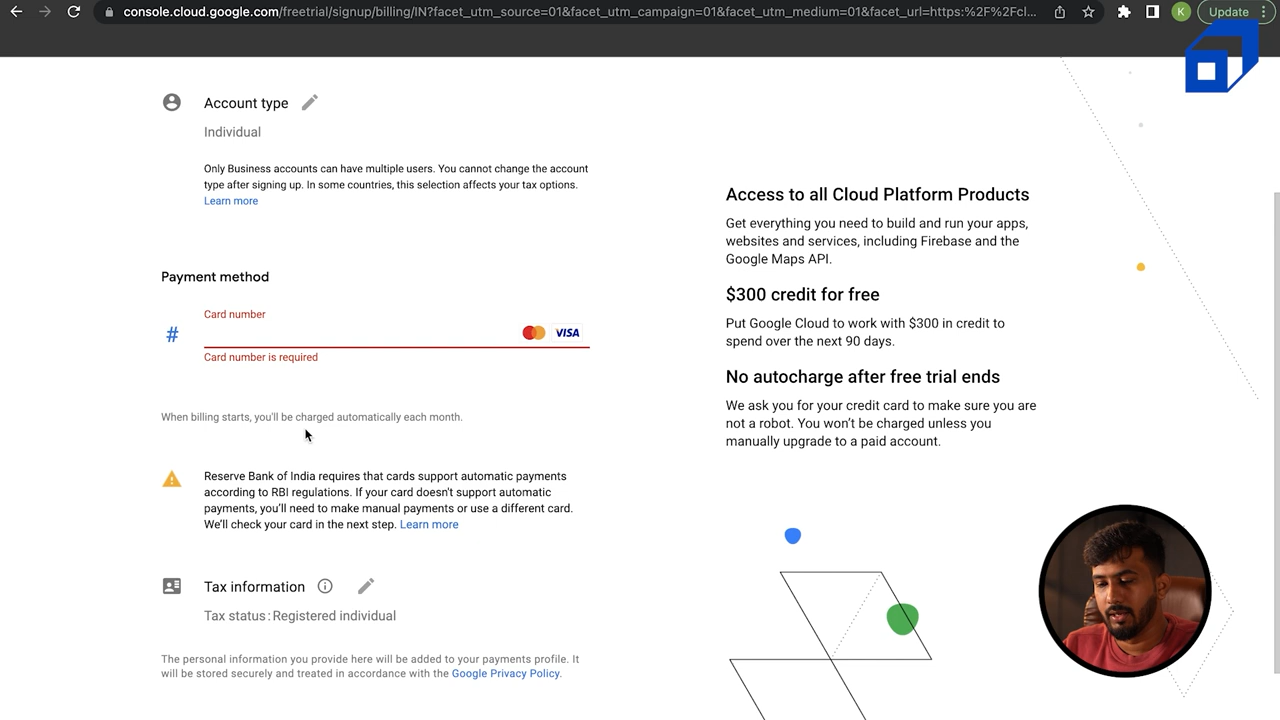 console.cloud.google.com/freetrial/signup/billing/IN?facet_utm_source=01&facet_utm_campaign=01&facet_utm_medium=01&facet_url=https:%2F%2Fcl...
K
Update
Account type
Individual
Only Business accounts can have multiple users. You cannot change the account
type after signing up. In some countries, this selection affects your tax options.
Learn more
Payment method
Card number
#
VISA
Card number is required
When billing starts, you'll be charged automatically each month.
Reserve Bank of India requires that cards support automatic payments
according to RBI regulations. If your card doesn't support automatic
payments, you'll need to make manual payments or use a different card.
We'll check your card in the next step. Learn more
Tax information
Tax status : Registered individual
The personal information you provide here will be added to your payments profile. It
will be stored securely and treated in accordance with the Google Privacy Policy.
Access to all Cloud Platform Products
Get everything you need to build and run your apps,
websites and services, including Firebase and the
Google Maps API.
$300 credit for free
Put Google Cloud to work with $300 in credit to
spend over the next 90 days.
No autocharge after free trial ends
We ask you for your credit card to make sure you are
not a robot. You won't be charged unless you
manually upgrade to a paid account.